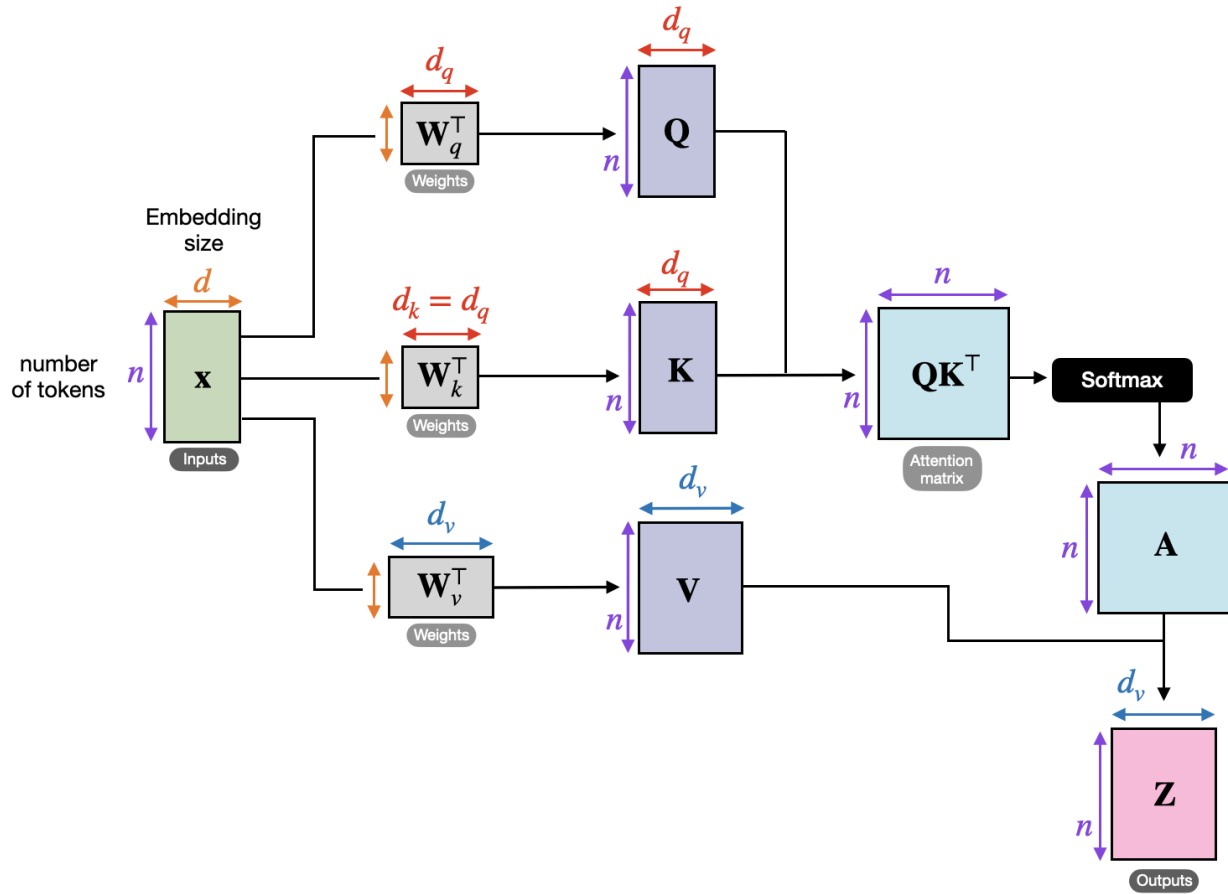 d_q
d_q
W_q^⊤
Q
n
Weights
Embedding
size
d
d_k = d_q
d_q
n
number
of tokens
n
x
W_k^⊤
K
n
n
QK^⊤
Softmax
Inputs
Weights
Attention
matrix
n
d_v
d_v
n
A
W_v^⊤
V
n
Weights
d_v
Z
n
Outputs